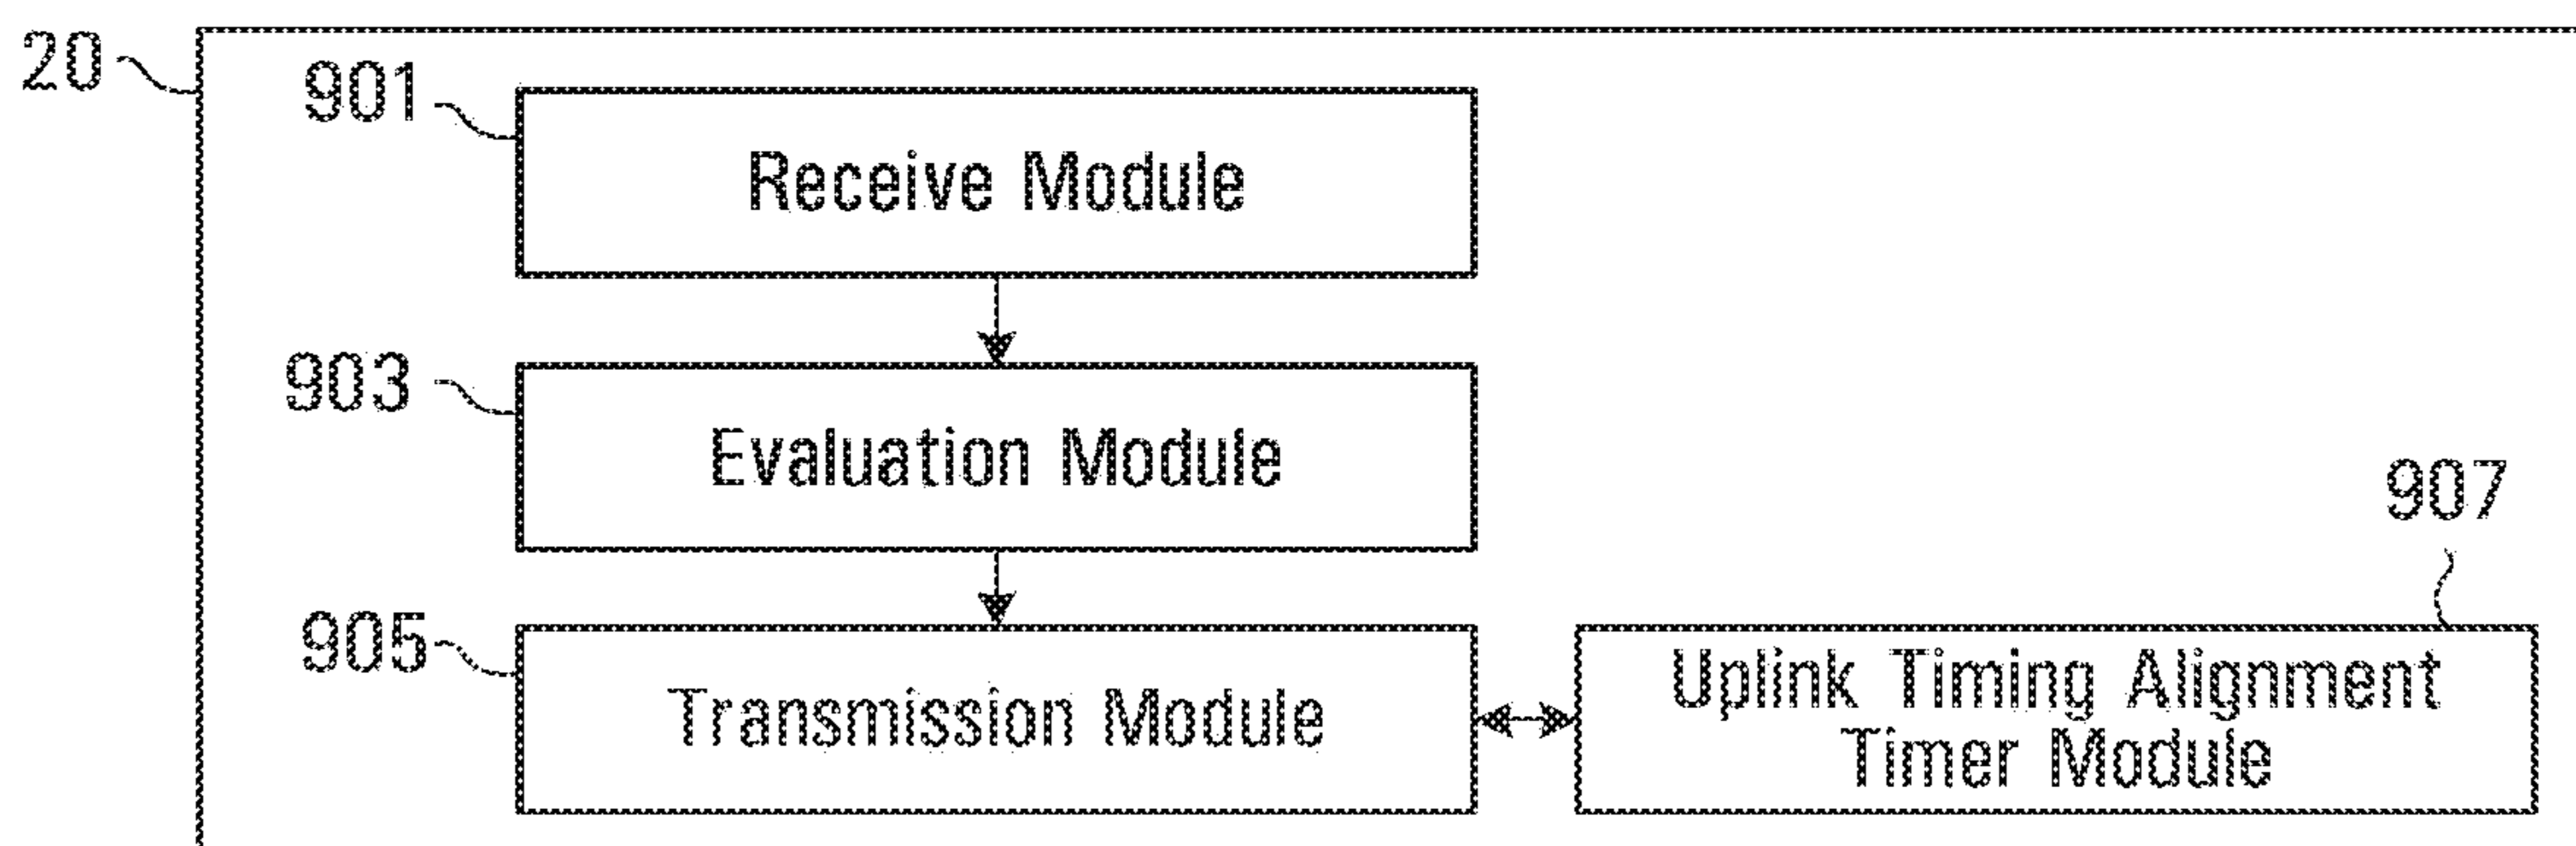 20
901
Receive Module
903
Evaluation Module
907
905
Transmission Module
Uplink Timing Alignment
Timer Module